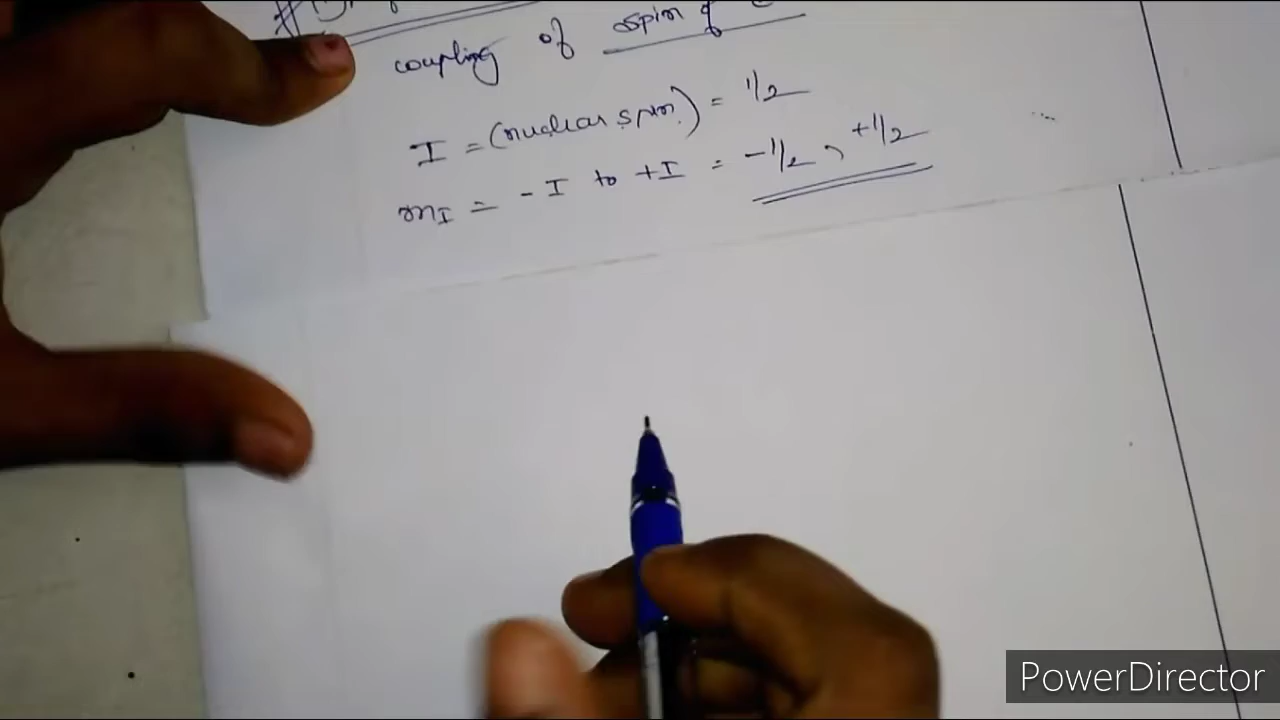 #
coupling of spin of
I = (nuclear spin) = 1/2
mI = -I to +I = -1/2, +1/2
PowerDirector